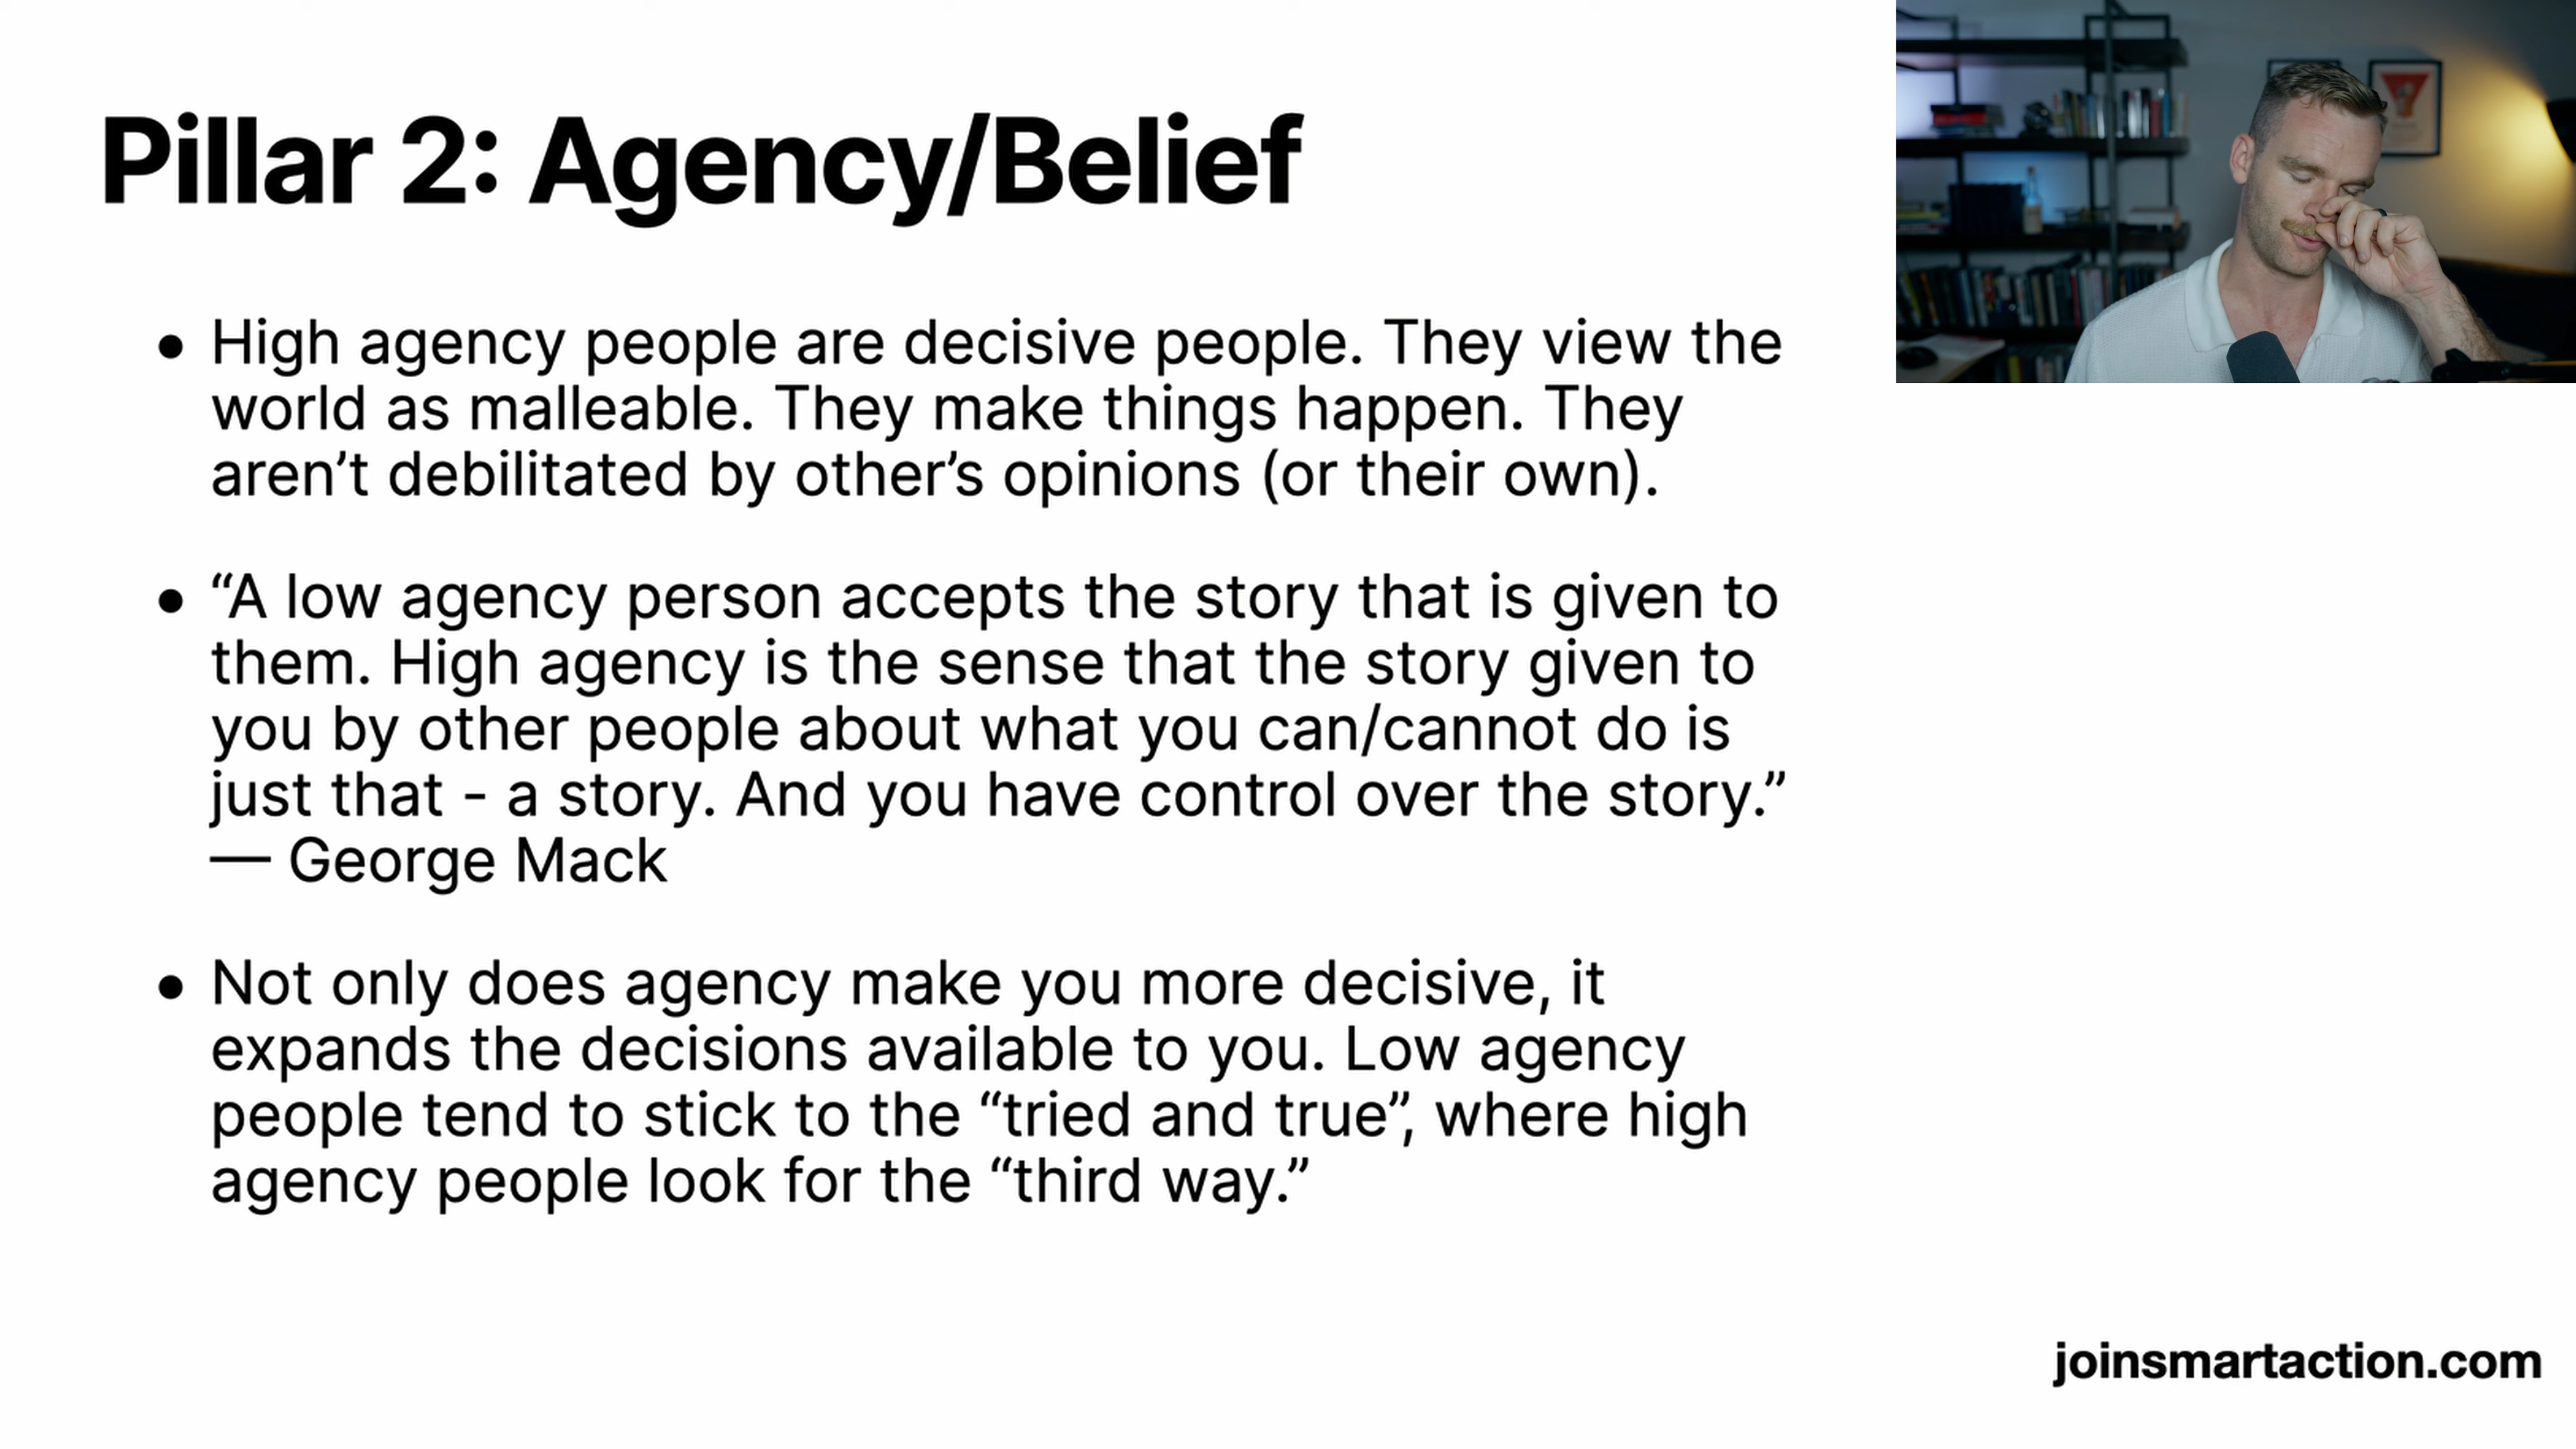 Pillar 2: Agency/Belief
• High agency people are decisive people. They view the
world as malleable. They make things happen. They
aren’t debilitated by other’s opinions (or their own).
• “A low agency person accepts the story that is given to
them. High agency is the sense that the story given to
you by other people about what you can/cannot do is
just that - a story. And you have control over the story.”
— George Mack
• Not only does agency make you more decisive, it
expands the decisions available to you. Low agency
people tend to stick to the “tried and true”, where high
agency people look for the “third way.”
joinsmartaction.com